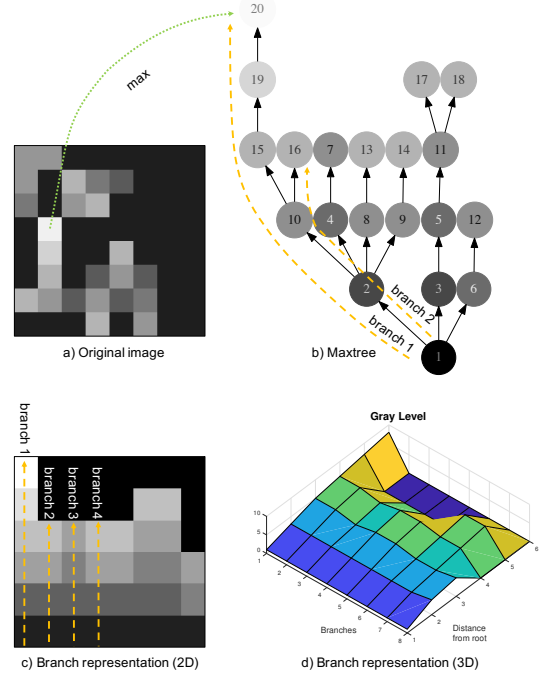 20
max
19
17 18
15 16 7 13 14 11
10 4 8 9 5 12
2 3 6
branch 2
branch 1
1
a) Original image
b) Maxtree
branch 1
branch 2
branch 3
branch 4
Gray Level
10
5
0
1
2
3
4
5
6
7
8
1
2
3
4
5
6
Branches
Distance
from root
c) Branch representation (2D)
d) Branch representation (3D)